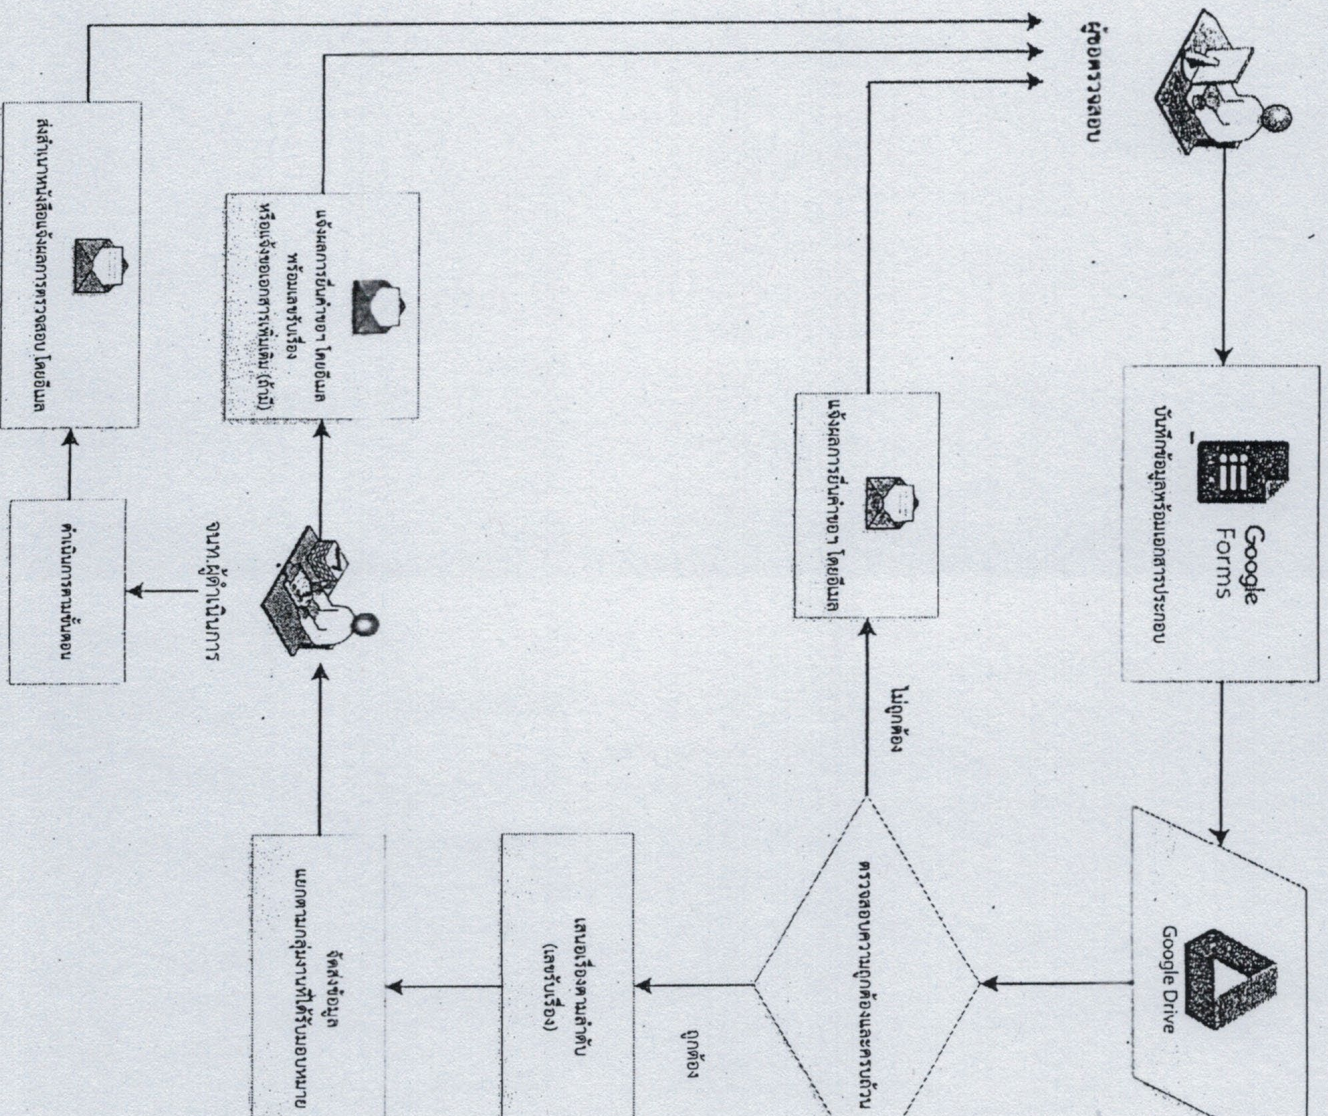 ผู้ขอตรวจสอบ
Google
Forms
บันทึกข้อมูลพร้อมเอกสารประกอบ
Google Drive
ตรวจสอบความถูกต้องและครบถ้วน
ไม่ถูกต้อง
แจ้งผลการยื่นคำขอฯ โดยอีเมล
ถูกต้อง
เสนอเรื่องตามลำดับ
(เลขรับเรื่อง)
จัดส่งข้อมูล
แยกตามกลุ่มงานที่ได้รับมอบหมาย
จนท.ผู้ดำเนินการ
แจ้งผลการยื่นคำขอฯ โดยอีเมล
พร้อมเลขรับเรื่อง
หรือแจ้งขอเอกสารเพิ่มเติม (ถ้ามี)
ดำเนินการตามขั้นตอน
ส่งสำเนาหนังสือแจ้งผลการตรวจสอบ โดยอีเมล